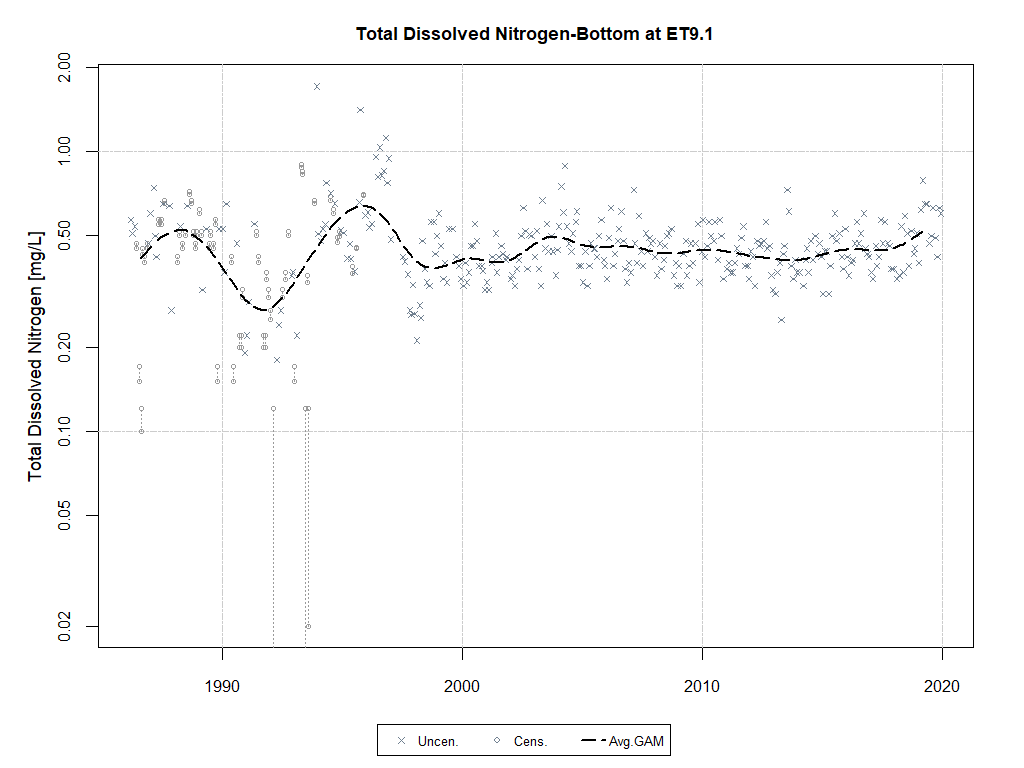 Total Dissolved Nitrogen-Bottom at ET9.1
Total Dissolved Nitrogen [mg/L]
2.00
1.00
0.50
0.20
0.10
0.05
0.02
1990 2000 2010 2020
Uncen. Cens. Avg.GAM